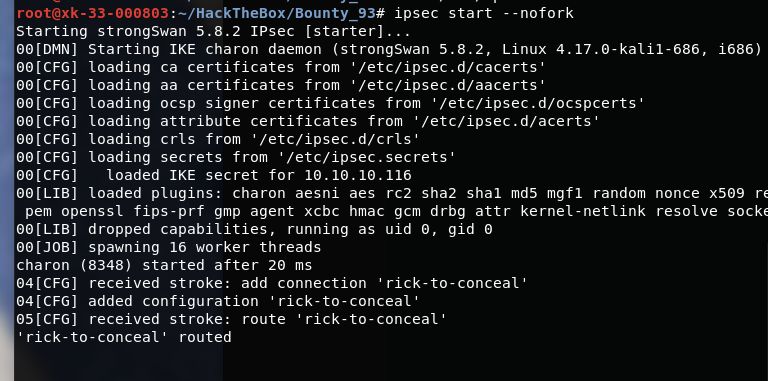 root@xk-33-000803:~/HackTheBox/Bounty_93# ipsec start --nofork
Starting strongSwan 5.8.2 IPsec [starter]...
00[DMN] Starting IKE charon daemon (strongSwan 5.8.2, Linux 4.17.0-kali1-686, i686)
00[CFG] loading ca certificates from '/etc/ipsec.d/cacerts'
00[CFG] loading aa certificates from '/etc/ipsec.d/aacerts'
00[CFG] loading ocsp signer certificates from '/etc/ipsec.d/ocspcerts'
00[CFG] loading attribute certificates from '/etc/ipsec.d/acerts'
00[CFG] loading crls from '/etc/ipsec.d/crls'
00[CFG] loading secrets from '/etc/ipsec.secrets'
00[CFG]   loaded IKE secret for 10.10.10.116
00[LIB] loaded plugins: charon aesni aes rc2 sha2 sha1 md5 mgf1 random nonce x509 re
pem openssl fips-prf gmp agent xcbc hmac gcm drbg attr kernel-netlink resolve socke
00[LIB] dropped capabilities, running as uid 0, gid 0
00[JOB] spawning 16 worker threads
charon (8348) started after 20 ms
04[CFG] received stroke: add connection 'rick-to-conceal'
04[CFG] added configuration 'rick-to-conceal'
05[CFG] received stroke: route 'rick-to-conceal'
'rick-to-conceal' routed